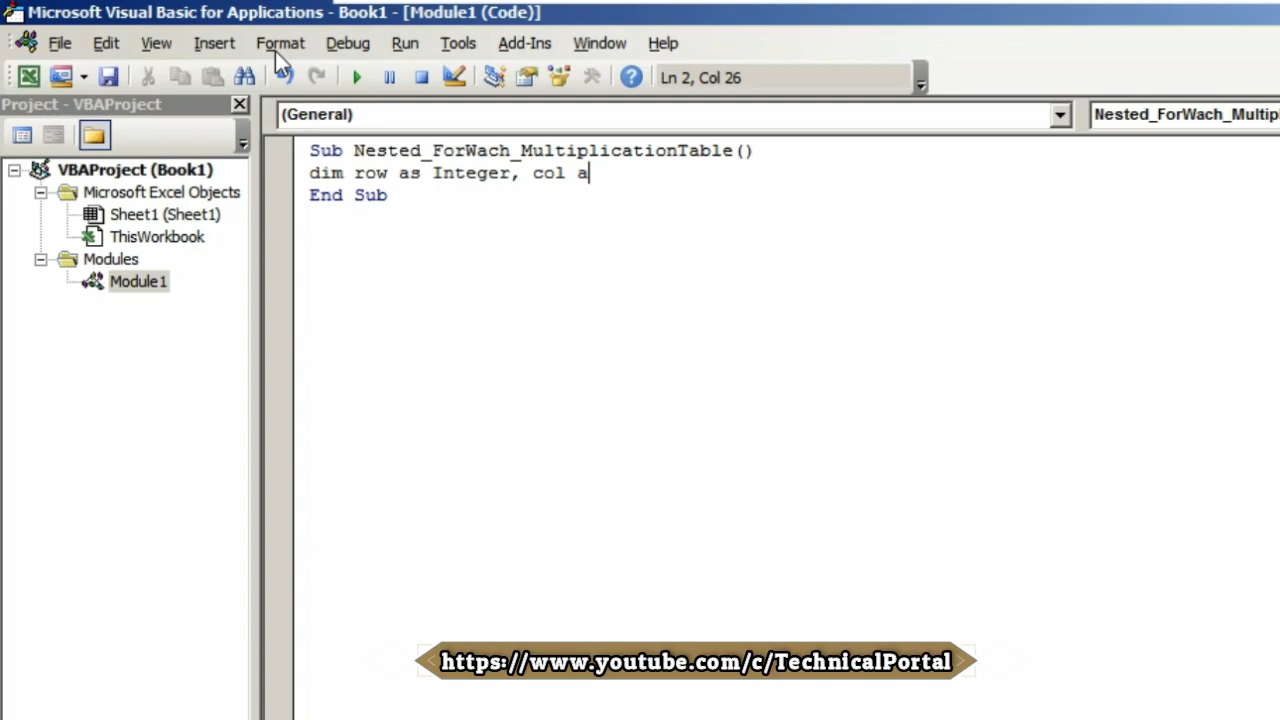 Microsoft Visual Basic for Applications - Book1 - [Module1 (Code)]
File Edit View Insert Format Debug Run Tools Add-Ins Window Help
Ln 2, Col 26
Project - VBAProject
(General)
Nested_ForWach_Multip
VBAProject (Book1)
Microsoft Excel Objects
Sheet1 (Sheet1)
ThisWorkbook
Modules
Module1
Sub Nested_ForWach_MultiplicationTable()
dim row as Integer, col a
End Sub
https://www.youtube.com/c/TechnicalPortal